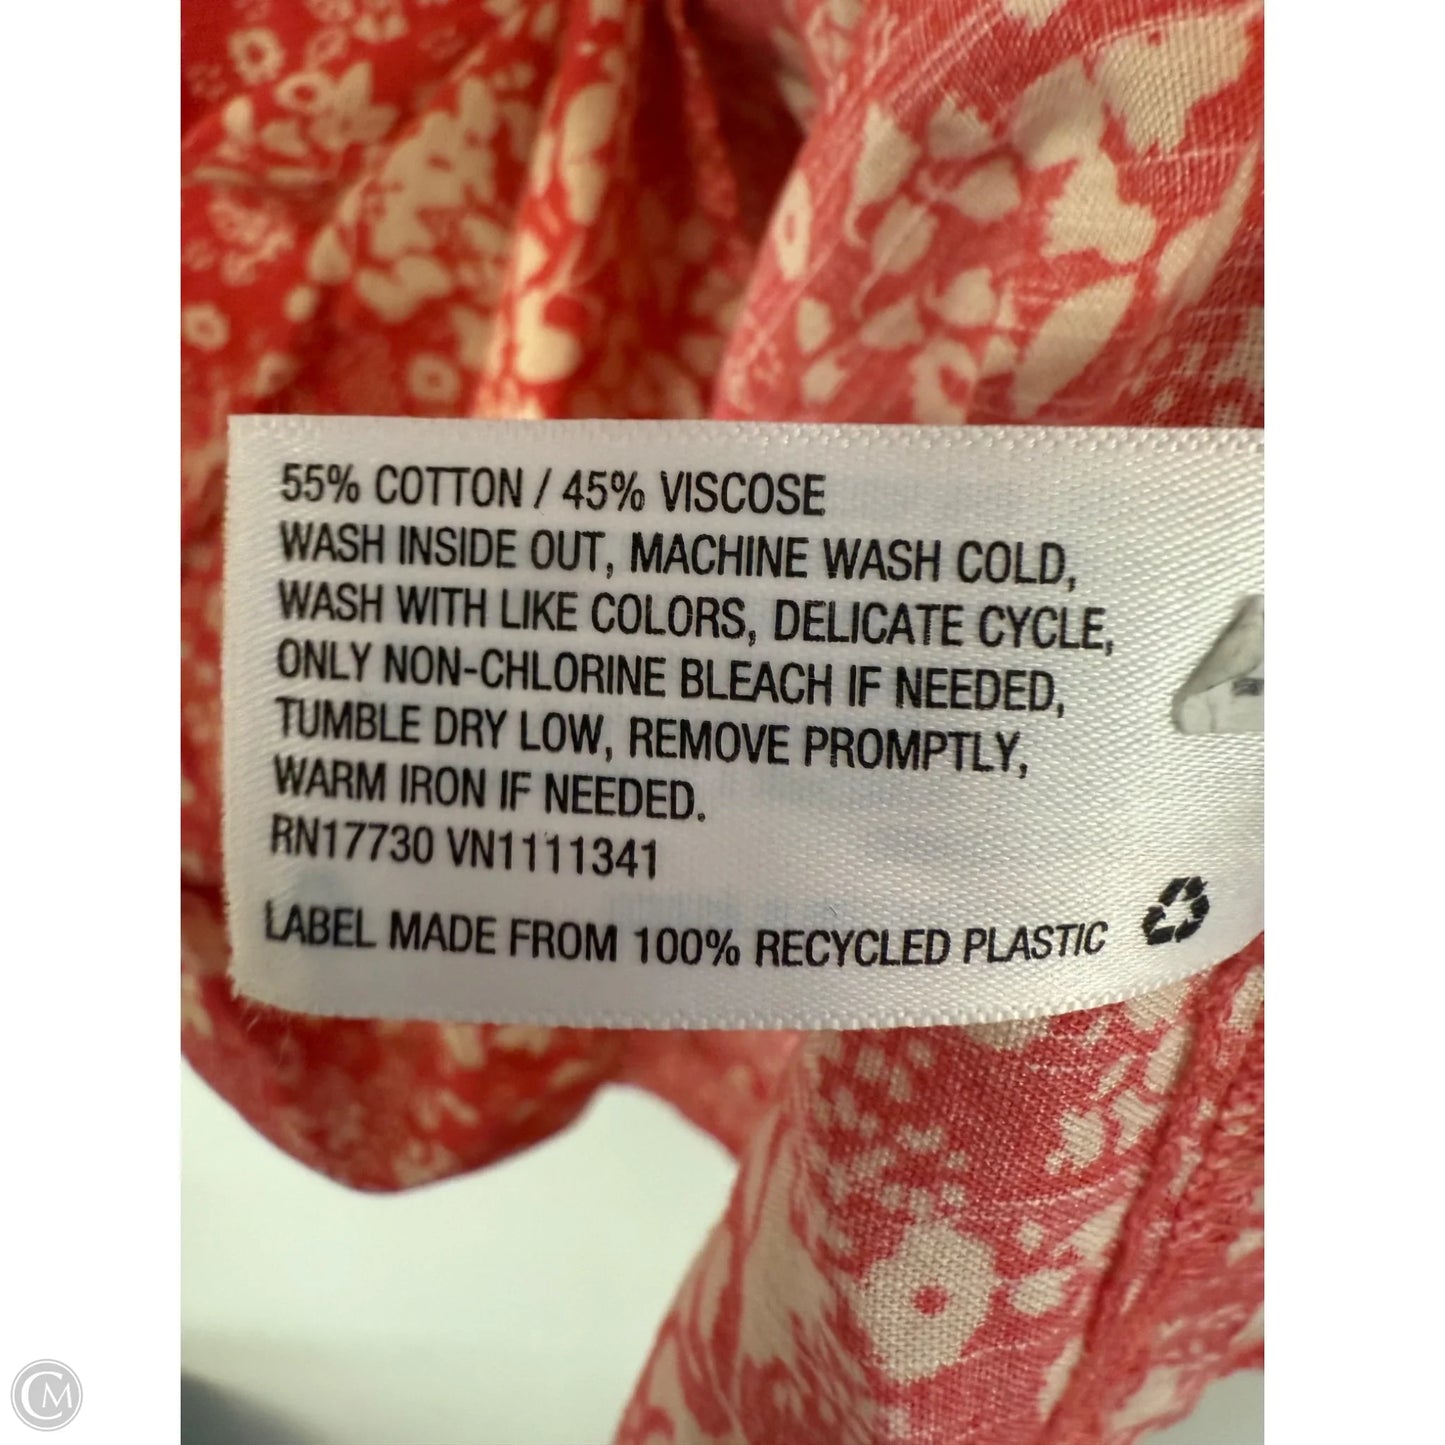 55% COTTON / 45% VISCOSE
WASH INSIDE OUT, MACHINE WASH COLD,
WASH WITH LIKE COLORS, DELICATE CYCLE,
ONLY NON-CHLORINE BLEACH IF NEEDED,
TUMBLE DRY LOW, REMOVE PROMPTLY,
WARM IRON IF NEEDED.
RN17730 VN1111341
LABEL MADE FROM 100% RECYCLED PLASTIC
CM